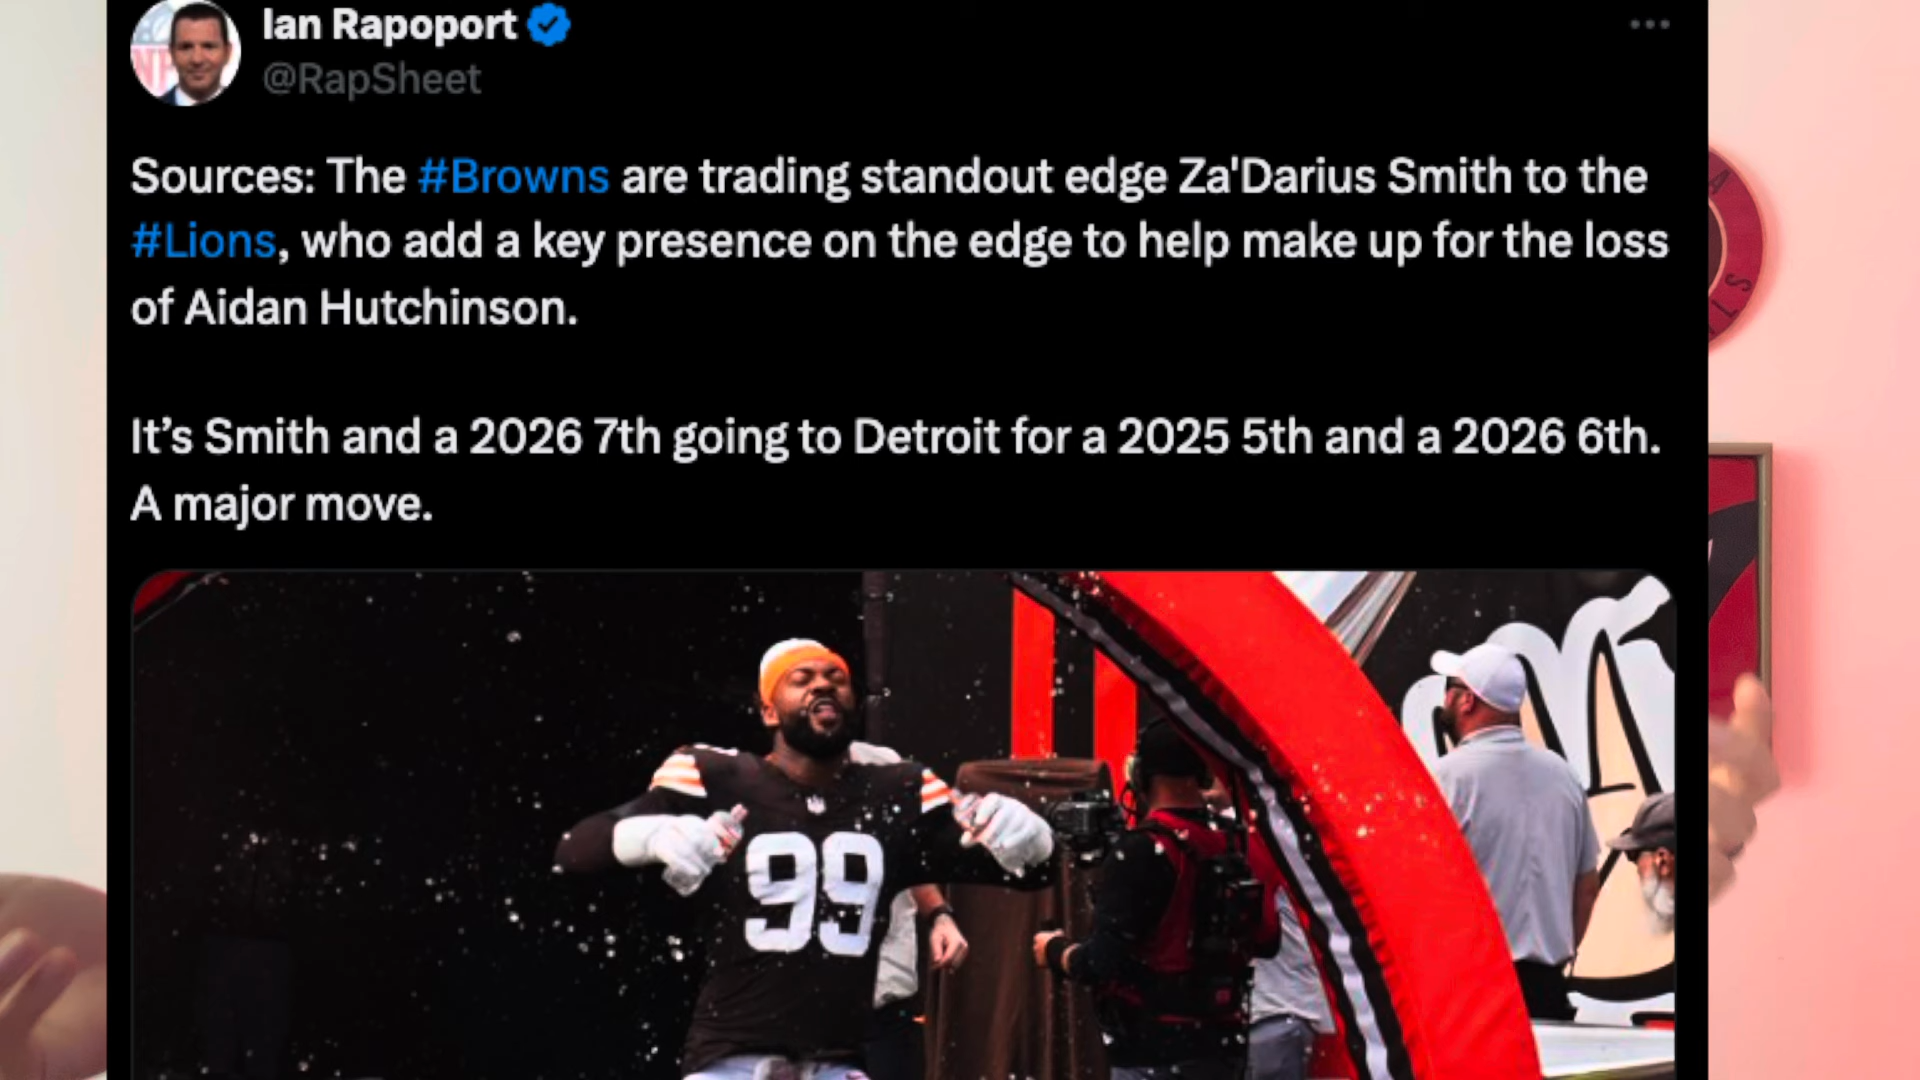 Ian Rapoport
@RapSheet
Sources: The #Browns are trading standout edge Za'Darius Smith to the
#Lions, who add a key presence on the edge to help make up for the loss
of Aidan Hutchinson.
It’s Smith and a 2026 7th going to Detroit for a 2025 5th and a 2026 6th.
A major move.
99